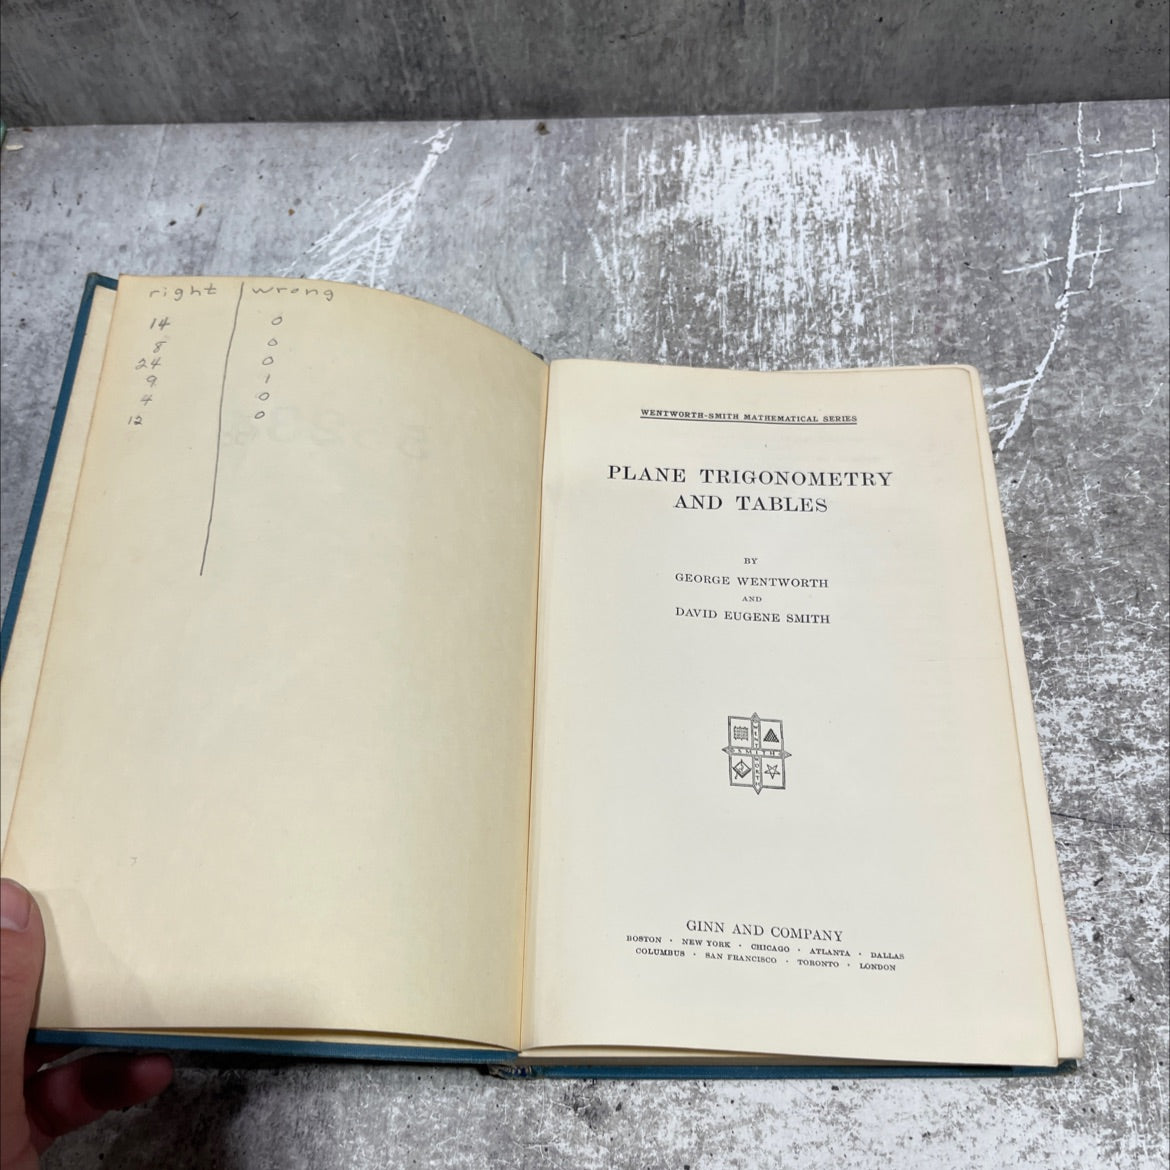 right wrong
14 0
8 0
24 0
9 1
4 0
12 0
WENTWORTH-SMITH MATHEMATICAL SERIES
PLANE TRIGONOMETRY
AND TABLES
BY
GEORGE WENTWORTH
AND
DAVID EUGENE SMITH
WENTWORTH
SMITH
GINN AND COMPANY
BOSTON · NEW YORK · CHICAGO · ATLANTA · DALLAS
COLUMBUS · SAN FRANCISCO · TORONTO · LONDON